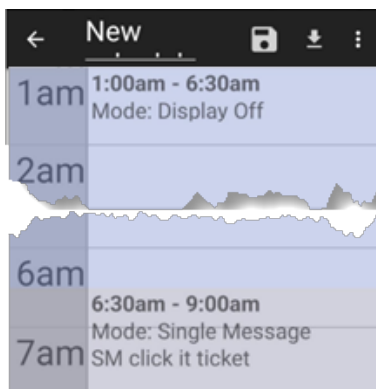 New
1am
1:00am - 6:30am
Mode: Display Off
2am
6am
6:30am - 9:00am
Mode: Single Message
7am
SM click it ticket